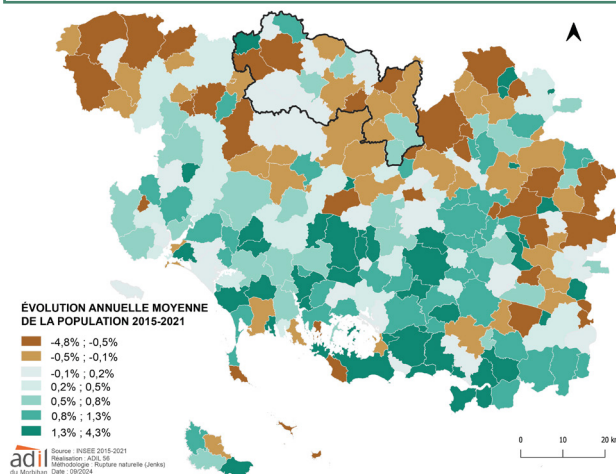 ÉVOLUTION ANNUELLE MOYENNE
DE LA POPULATION 2015-2021
-4,8% ; -0,5%
-0,5% ; -0,1%
-0,1% ; 0,2%
0,2% ; 0,5%
0,5% ; 0,8%
0,8% ; 1,3%
1,3% ; 4,3%
adil
du Morbihan
Source : INSEE 2015-2021
Réalisation : ADIL 56
Méthodologie : Rupture naturelle (Jenks)
Date : 09/2024
0 10 20 km